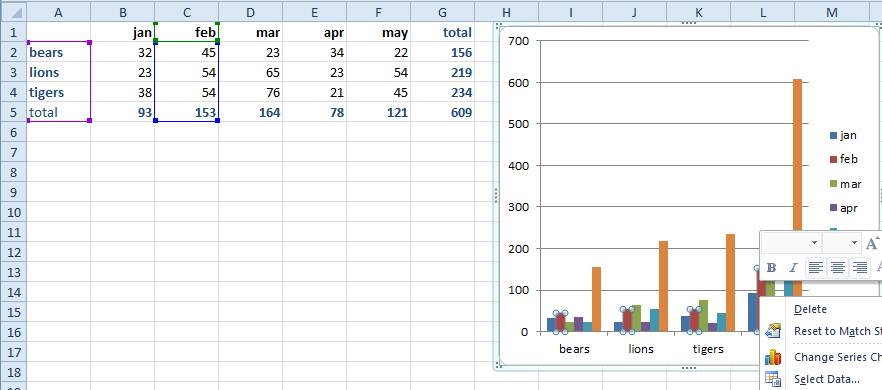 A B C D E F G H I J K L M
1 jan feb mar apr may total
2 bears 32 45 23 34 22 156
3 lions 23 54 65 23 54 219
4 tigers 38 54 76 21 45 234
5 total 93 153 164 78 121 609
6
7
8
9
10
11
12
13
14
15
16
17
18
700
600
500
400
300
200
100
0
bears lions tigers
jan
feb
mar
apr
A
B I
Delete
Reset to Match St
Change Series Ch
Select Data...